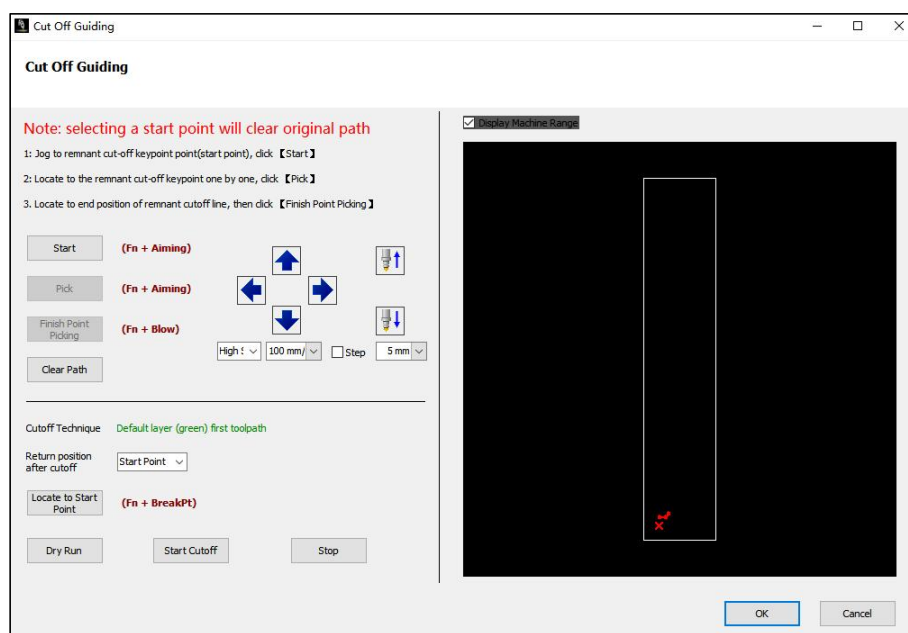 Cut Off Guiding
Cut Off Guiding
Note: selecting a start point will clear original path
1: Jog to remnant cut-off keypoint point(start point), click 【Start】
2: Locate to the remnant cut-off keypoint one by one, click 【Pick】
3. Locate to end position of remnant cutoff line, then click 【Finish Point Picking】
Start (Fn + Aiming)
Pick (Fn + Aiming)
Finish Point
Picking
(Fn + Blow)
High 100 mm/ Step 5 mm
Clear Path
Cutoff Technique Default layer (green) first toolpath
Return position
after cutoff
Start Point
Locate to Start
Point
(Fn + BreakPt)
Dry Run Start Cutoff Stop
Display Machine Range
OK Cancel